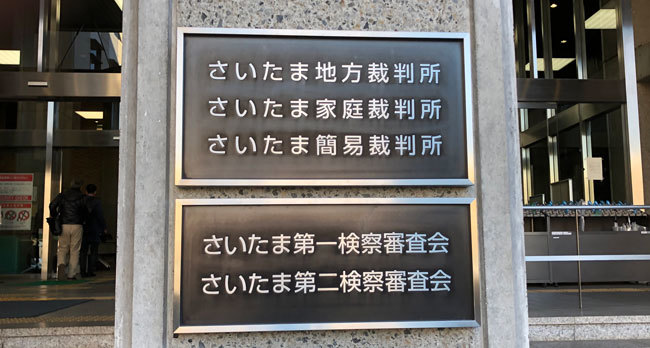 さいたま地方裁判所
さいたま家庭裁判所
さいたま簡易裁判所
さいたま第一検察審査会
さいたま第二検察審査会